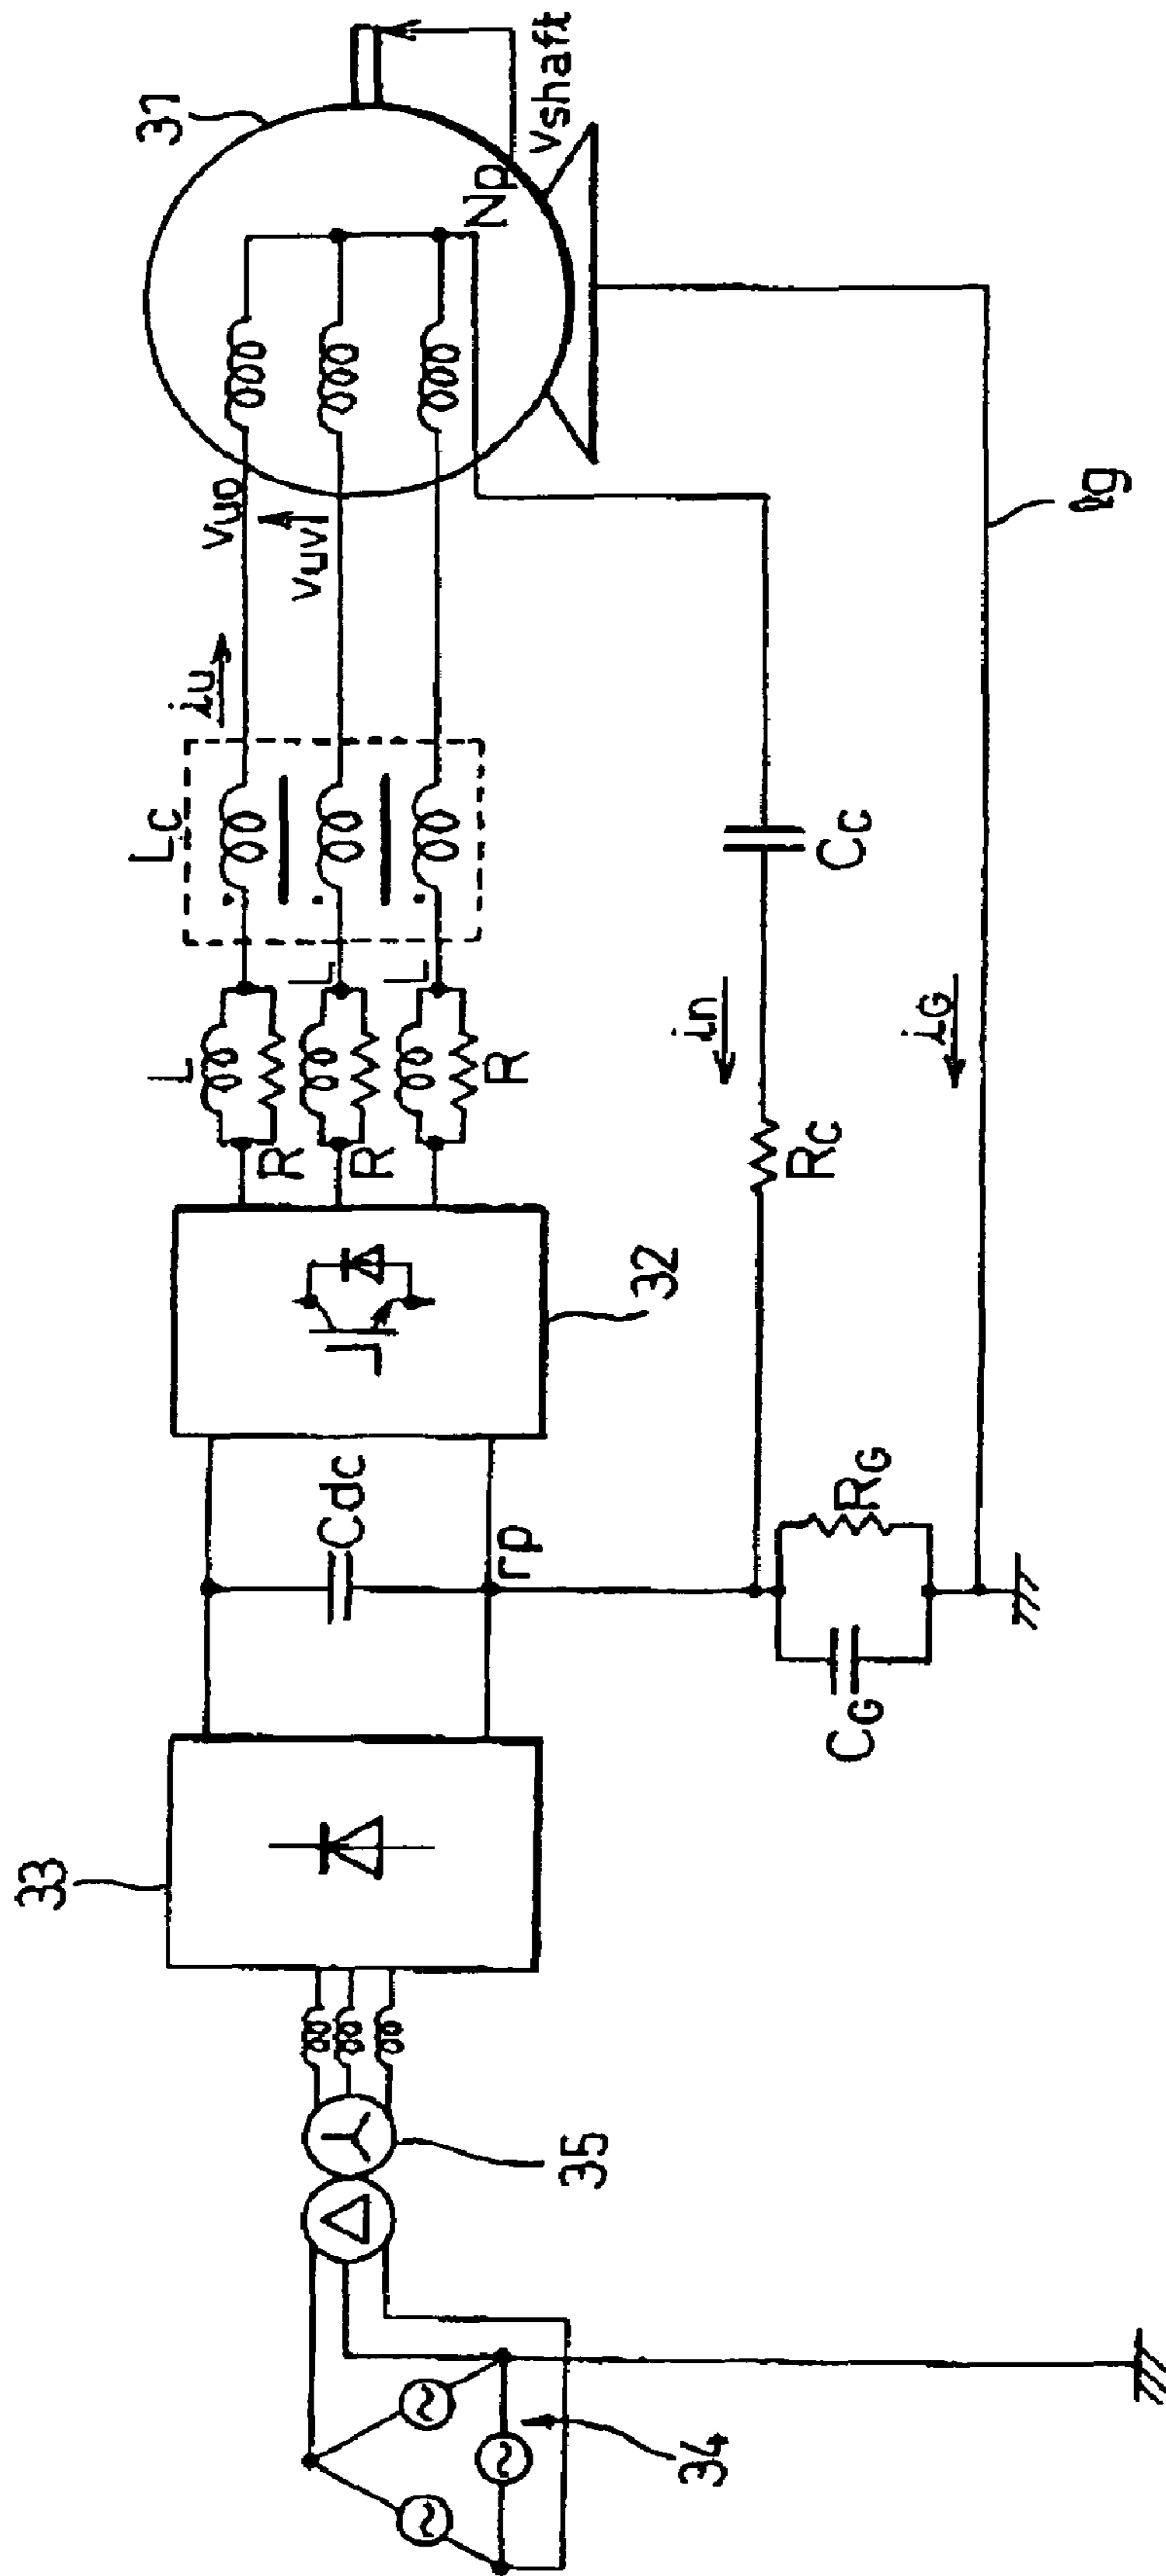 34
35
33
Cdc
rp
CG
RG
32
R
R
R
L
L
L
LC
iu
vuo
vuv1
31
Np
vshaft
RC
in
CC
iG
ℓg